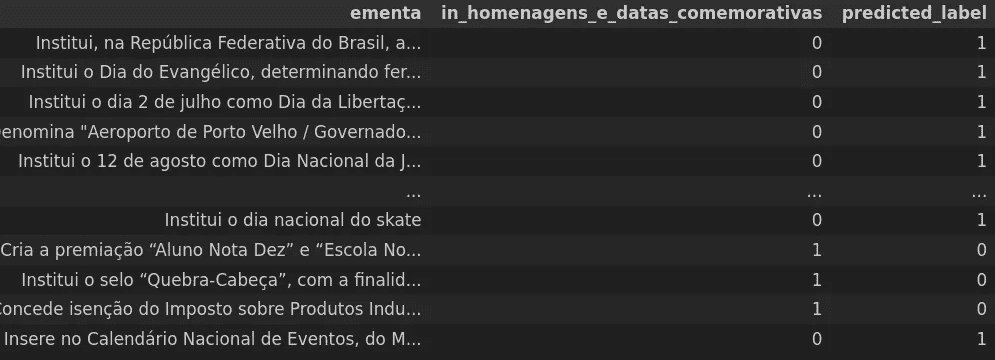 ementa in_homenagens_e_datas_comemorativas predicted_label
Institui, na República Federativa do Brasil, a... 0 1
Institui o Dia do Evangélico, determinando fer... 0 1
Institui o dia 2 de julho como Dia da Libertaç... 0 1
enomina "Aeroporto de Porto Velho / Governado... 0 1
Institui o 12 de agosto como Dia Nacional da J... 0 1
... ... ...
Institui o dia nacional do skate 0 1
Cria a premiação “Aluno Nota Dez” e “Escola No... 1 0
Institui o selo “Quebra-Cabeça”, com a finalid... 1 0
oncede isenção do Imposto sobre Produtos Indu... 1 0
Insere no Calendário Nacional de Eventos, do M... 0 1